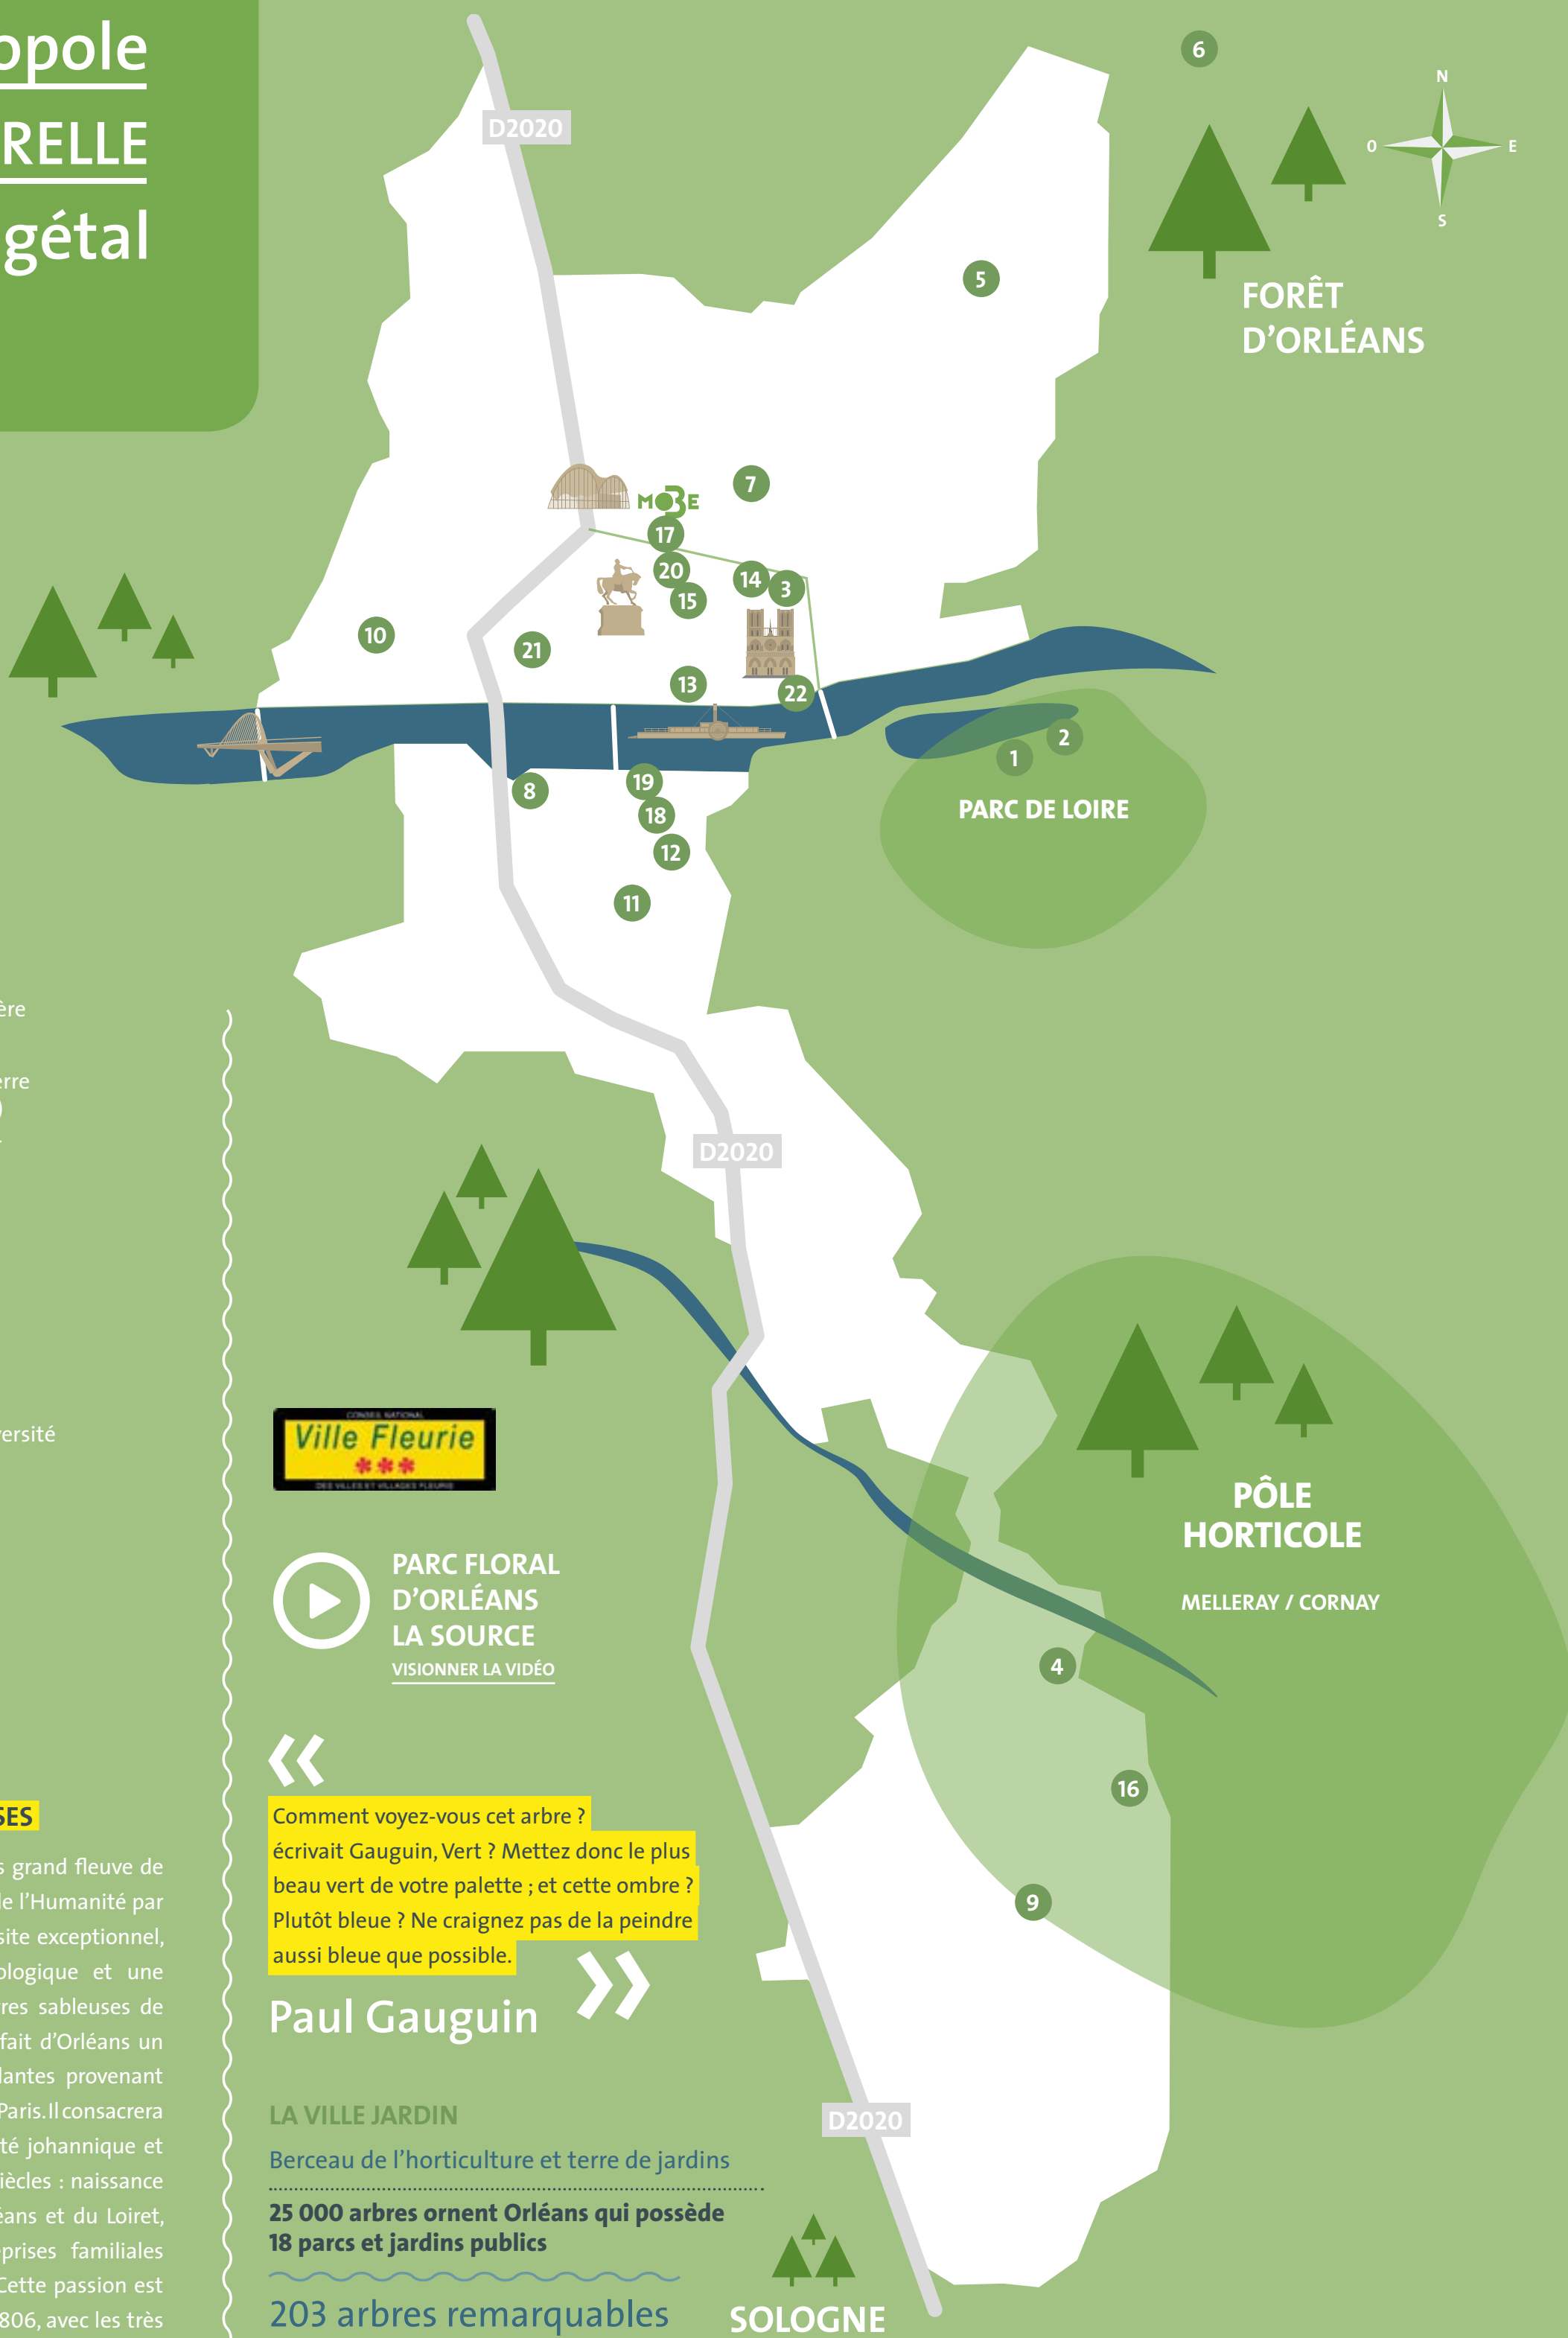 opole
RELLE
gétal
D2020
6
N
O
E
S
5
FORÊT
D'ORLÉANS
7
MOBE
17
20
14
3
15
10
21
13
22
2
1
8
19
PARC DE LOIRE
18
12
11
ère
erre
)
D2020
ersité
CONSEIL NATIONAL
Ville Fleurie
DES VILLES ET VILLAGES FLEURIS
PÔLE
HORTICOLE
MELLERAY / CORNAY
PARC FLORAL
D'ORLÉANS
LA SOURCE
VISIONNER LA VIDÉO
4
16
9
SES
s grand fleuve de
le l'Humanité par
site exceptionnel,
ologique et une
res sableuses de
fait d'Orléans un
lantes provenant
Paris. Il consacrera
té johannique et
iècles : naissance
éans et du Loiret,
prises familiales
Cette passion est
806, avec les très
«
Comment voyez-vous cet arbre ?
écrivait Gauguin, Vert ? Mettez donc le plus
beau vert de votre palette ; et cette ombre ?
Plutôt bleue ? Ne craignez pas de la peindre
aussi bleue que possible.
»
Paul Gauguin
LA VILLE JARDIN
Berceau de l'horticulture et terre de jardins
25 000 arbres ornent Orléans qui possède
18 parcs et jardins publics
203 arbres remarquables
D2020
SOLOGNE